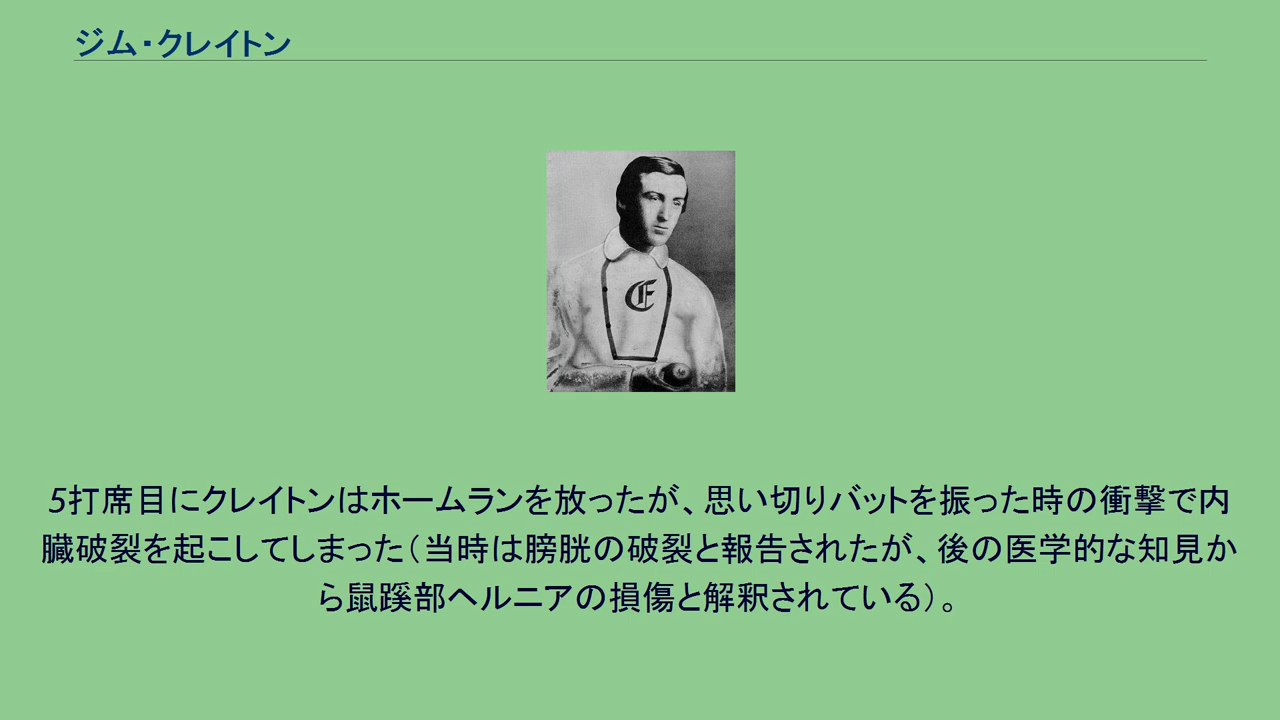 ジム・クレイトン
5打席目にクレイトンはホームランを放ったが、思い切りバットを振った時の衝撃で内
臓破裂を起こしてしまった（当時は膀胱の破裂と報告されたが、後の医学的な知見か
ら鼠蹊部ヘルニアの損傷と解釈されている）。